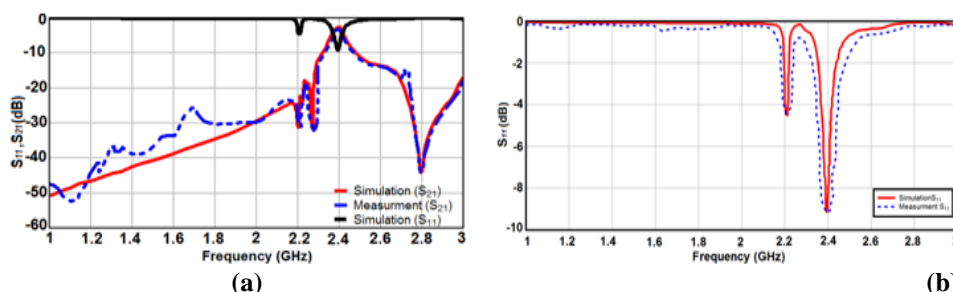 (a)
S11, S21(dB)
0
-10
-20
-30
-40
-50
-60
1 1.2 1.4 1.6 1.8 2 2.2 2.4 2.6 2.8 3
Frequency (GHz)
Simulation (S21)
Measurment (S21)
Simulation (S11)
(a)
(b)
S11 (dB)
0
-2
-4
-6
-8
-10
1 1.2 1.4 1.6 1.8 2 2.2 2.4 2.6 2.8
Frequency (GHz)
SimulationS11
Measurment S11
(b)